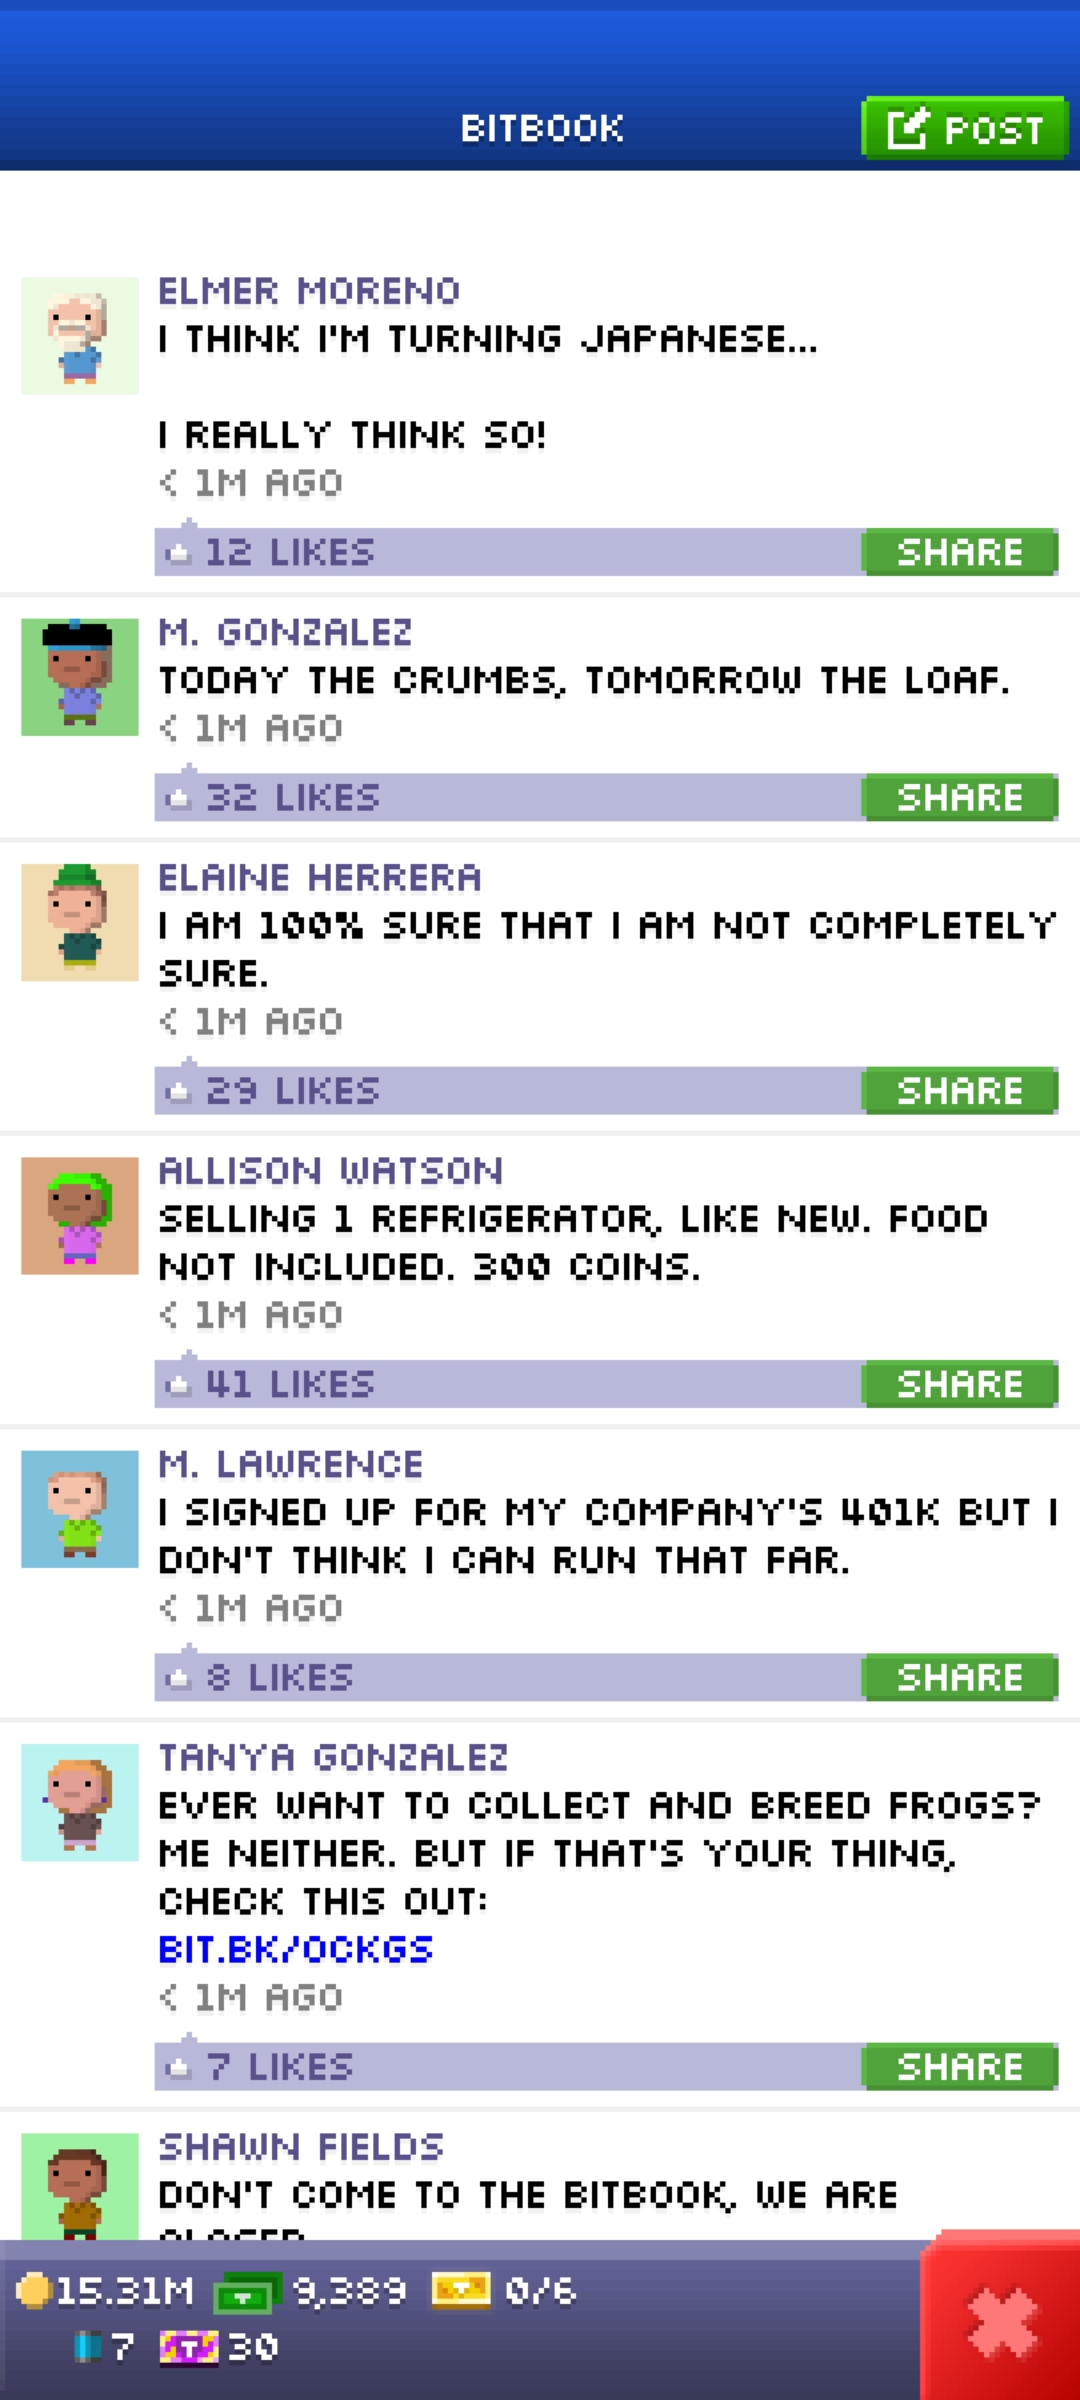 BITBOOK
POST
ELMER MORENO
I THINK I'M TURNING JAPANESE...
I REALLY THINK SO!
< 1M AGO
12 LIKES
SHARE
M. GONZALEZ
TODAY THE CRUMBS, TOMORROW THE LOAF.
< 1M AGO
32 LIKES
SHARE
ELAINE HERRERA
I AM 100% SURE THAT I AM NOT COMPLETELY
SURE.
< 1M AGO
29 LIKES
SHARE
ALLISON WATSON
SELLING 1 REFRIGERATOR, LIKE NEW. FOOD
NOT INCLUDED. 300 COINS.
< 1M AGO
41 LIKES
SHARE
M. LAWRENCE
I SIGNED UP FOR MY COMPANY'S 401K BUT I
DON'T THINK I CAN RUN THAT FAR.
< 1M AGO
8 LIKES
SHARE
TANYA GONZALEZ
EVER WANT TO COLLECT AND BREED FROGS?
ME NEITHER. BUT IF THAT'S YOUR THING,
CHECK THIS OUT:
BIT.BK/OCKGS
< 1M AGO
7 LIKES
SHARE
SHAWN FIELDS
DON'T COME TO THE BITBOOK, WE ARE
15.31M 9,389 0/6
7 30